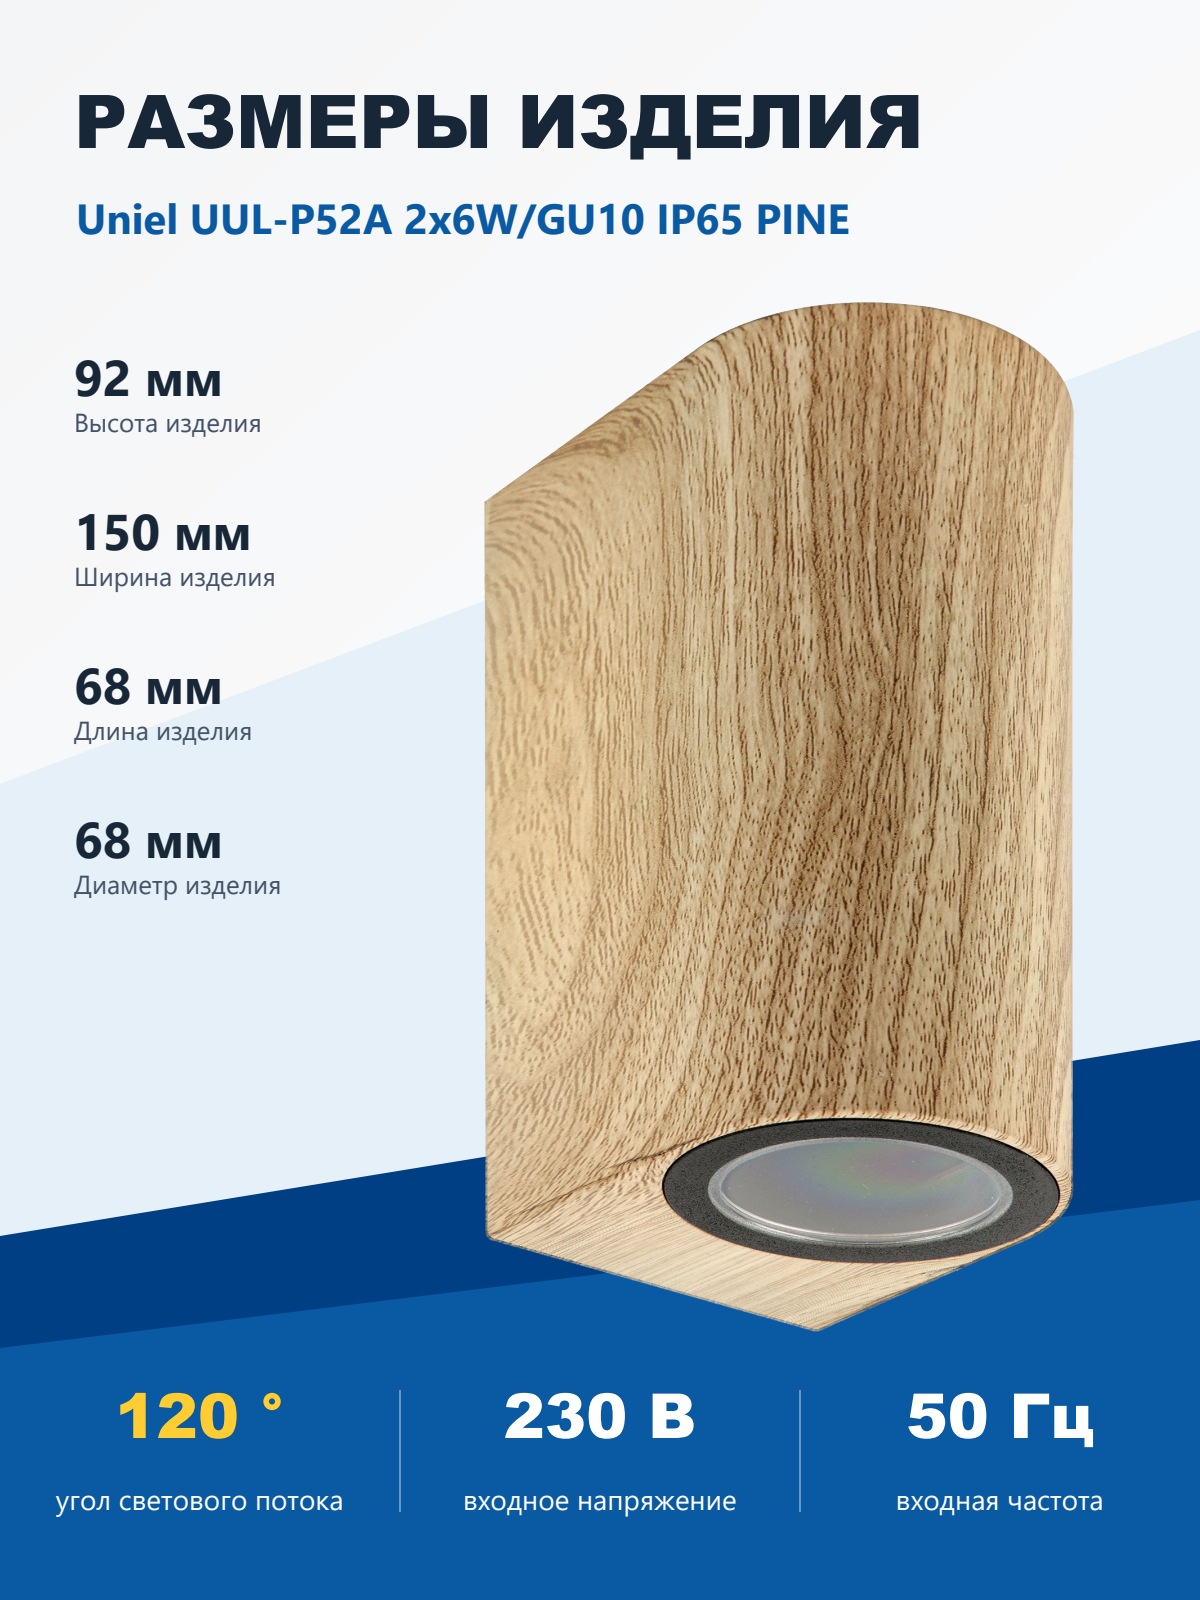 РАЗМЕРЫ ИЗДЕЛИЯ
Uniel UUL-P52A 2x6W/GU10 IP65 PINE
92 мм
Высота изделия
150 мм
Ширина изделия
68 мм
Длина изделия
68 мм
Диаметр изделия
120 °
угол светового потока
230 В
входное напряжение
50 Гц
входная частота